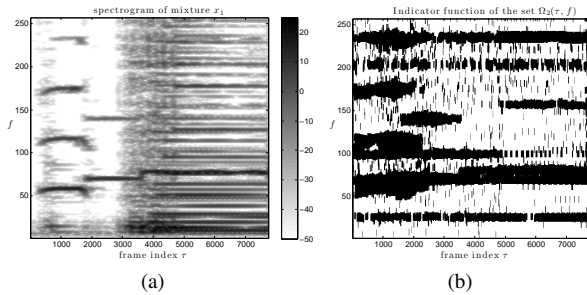 spectrogram of mixture x₁
250
200
150
f
100
50
1000 2000 3000 4000 5000 6000 7000
frame index τ
20
10
0
−10
−20
−30
−40
−50
(a)
Indicator function of the set Ω₂(τ, f)
250
200
150
f
100
50
1000 2000 3000 4000 5000 6000 7000
frame index τ
(b)